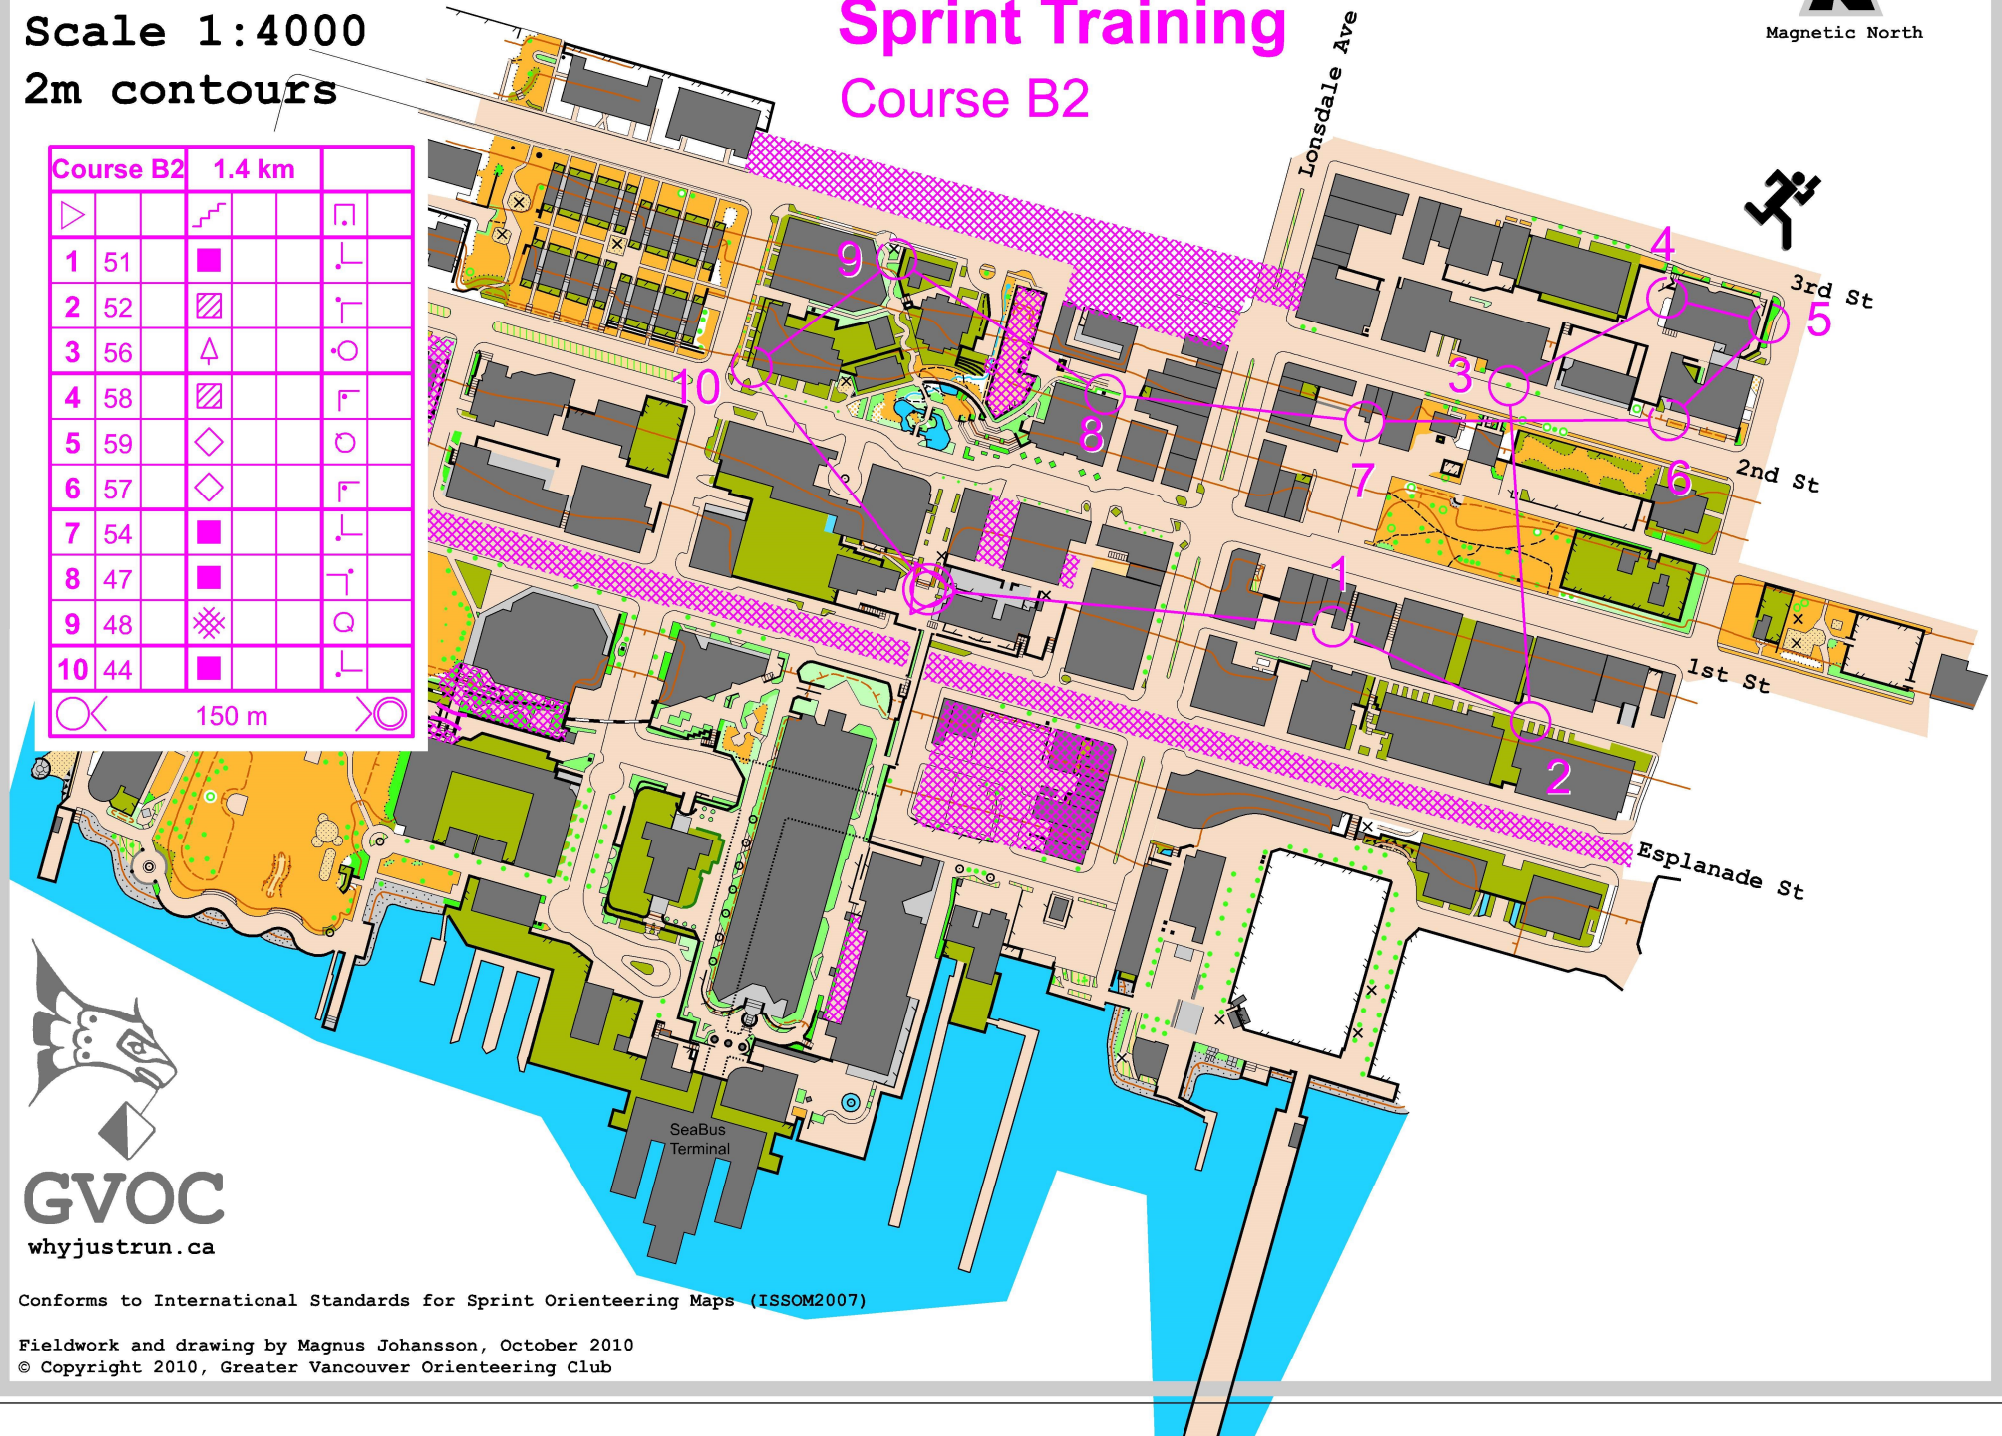 Scale 1:4000
2m contours
Sprint Training
Course B2
Lonsdale Ave
Magnetic North
Course B2 1.4 km
1 51
2 52
3 56
4 58
5 59
6 57
7 54
8 47
9 48
10 44
150 m
9
10
8
7
1
2
3
4
5
6
3rd St
2nd St
1st St
Esplanade St
SeaBus
Terminal
GVOC
whyjustrun.ca
Conforms to International Standards for Sprint Orienteering Maps (ISSOM2007)
Fieldwork and drawing by Magnus Johansson, October 2010
© Copyright 2010, Greater Vancouver Orienteering Club